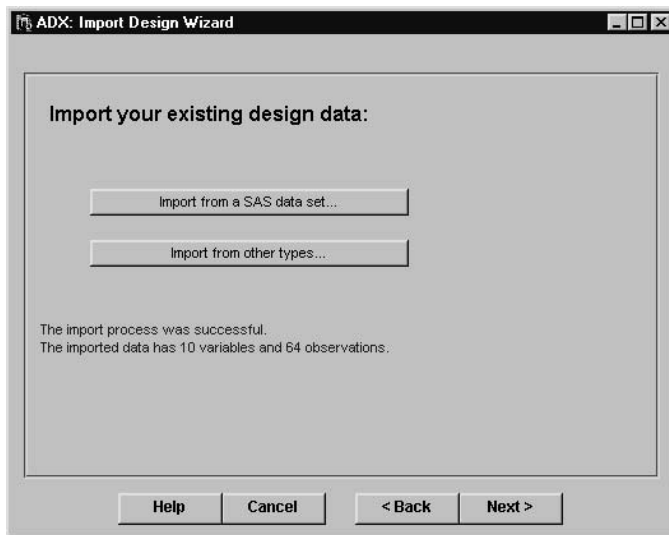 ADX: Import Design Wizard
Import your existing design data:
Import from a SAS data set...
Import from other types...
The import process was successful.
The imported data has 10 variables and 64 observations.
Help Cancel < Back Next >